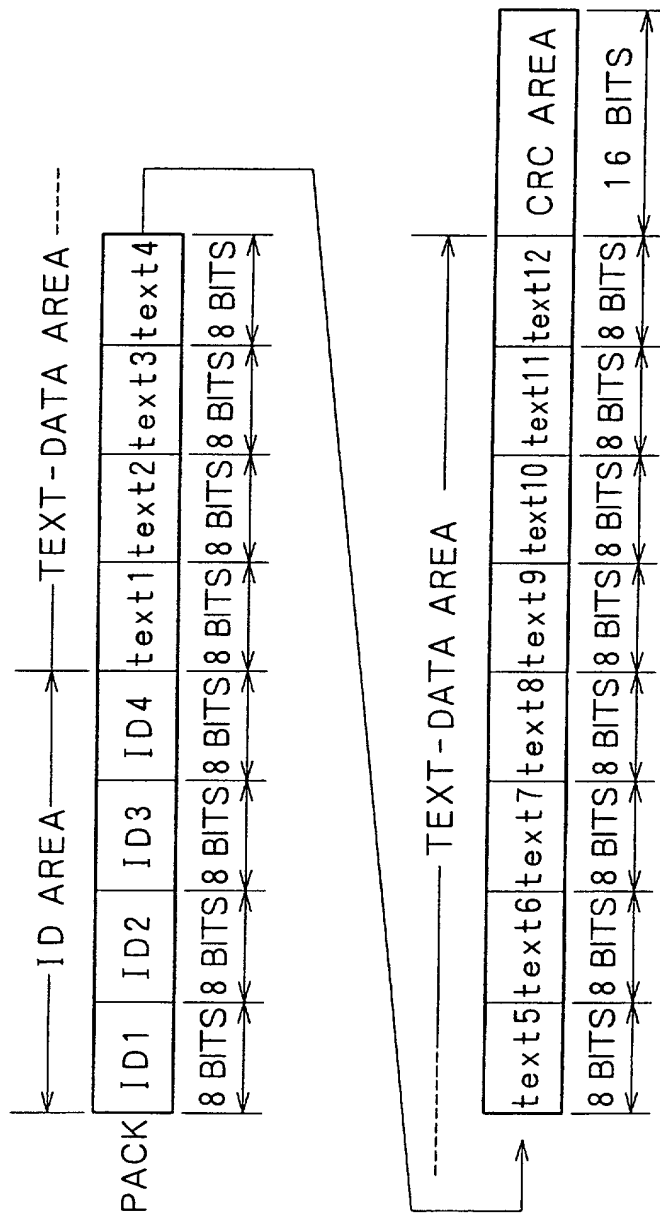 ID AREA TEXT-DATA AREA
PACK ID1 ID2 ID3 ID4 text1 text2 text3 text4
8 BITS 8 BITS 8 BITS 8 BITS 8 BITS 8 BITS 8 BITS 8 BITS
TEXT-DATA AREA
text5 text6 text7 text8 text9 text10 text11 text12 CRC AREA
8 BITS 8 BITS 8 BITS 8 BITS 8 BITS 8 BITS 8 BITS 8 BITS 16 BITS